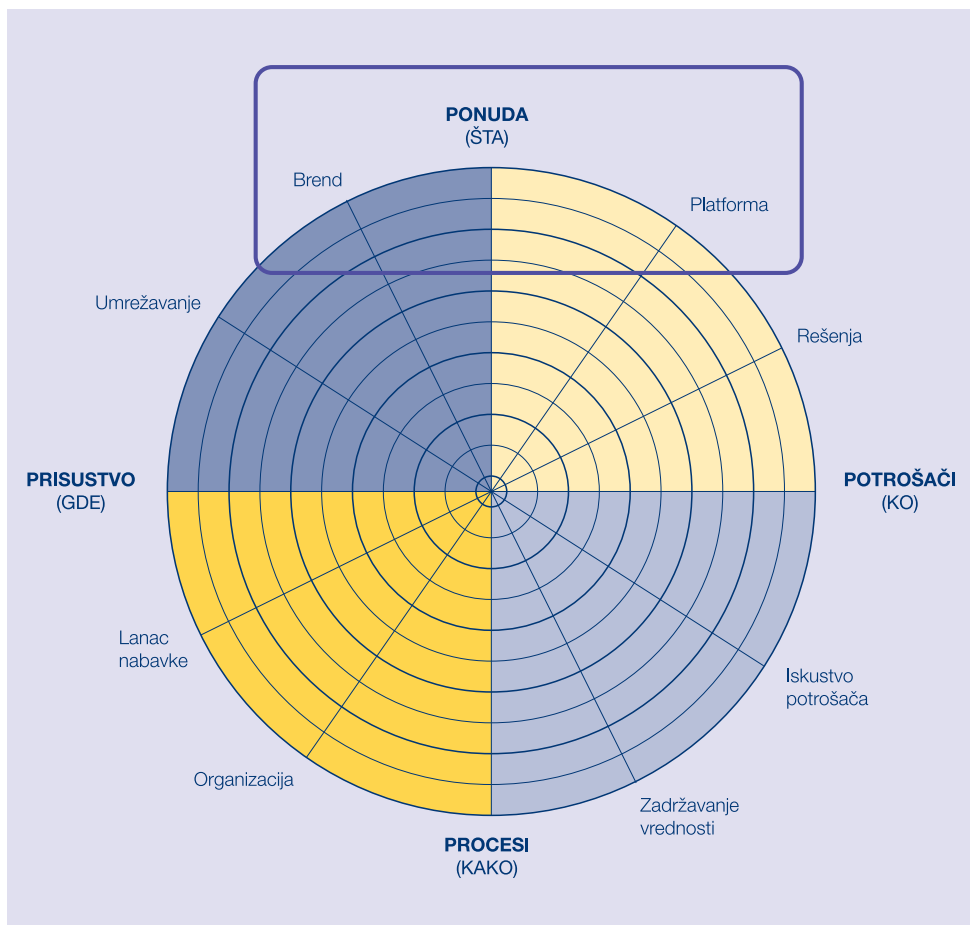 PONUDA
(ŠTA)
Brend
Platforma
Umrežavanje
Rešenja
PRISUSTVO
(GDE)
POTROŠAČI
(KO)
Lanac
nabavke
Iskustvo
potrošača
Organizacija
Zadržavanje
vrednosti
PROCESI
(KAKO)